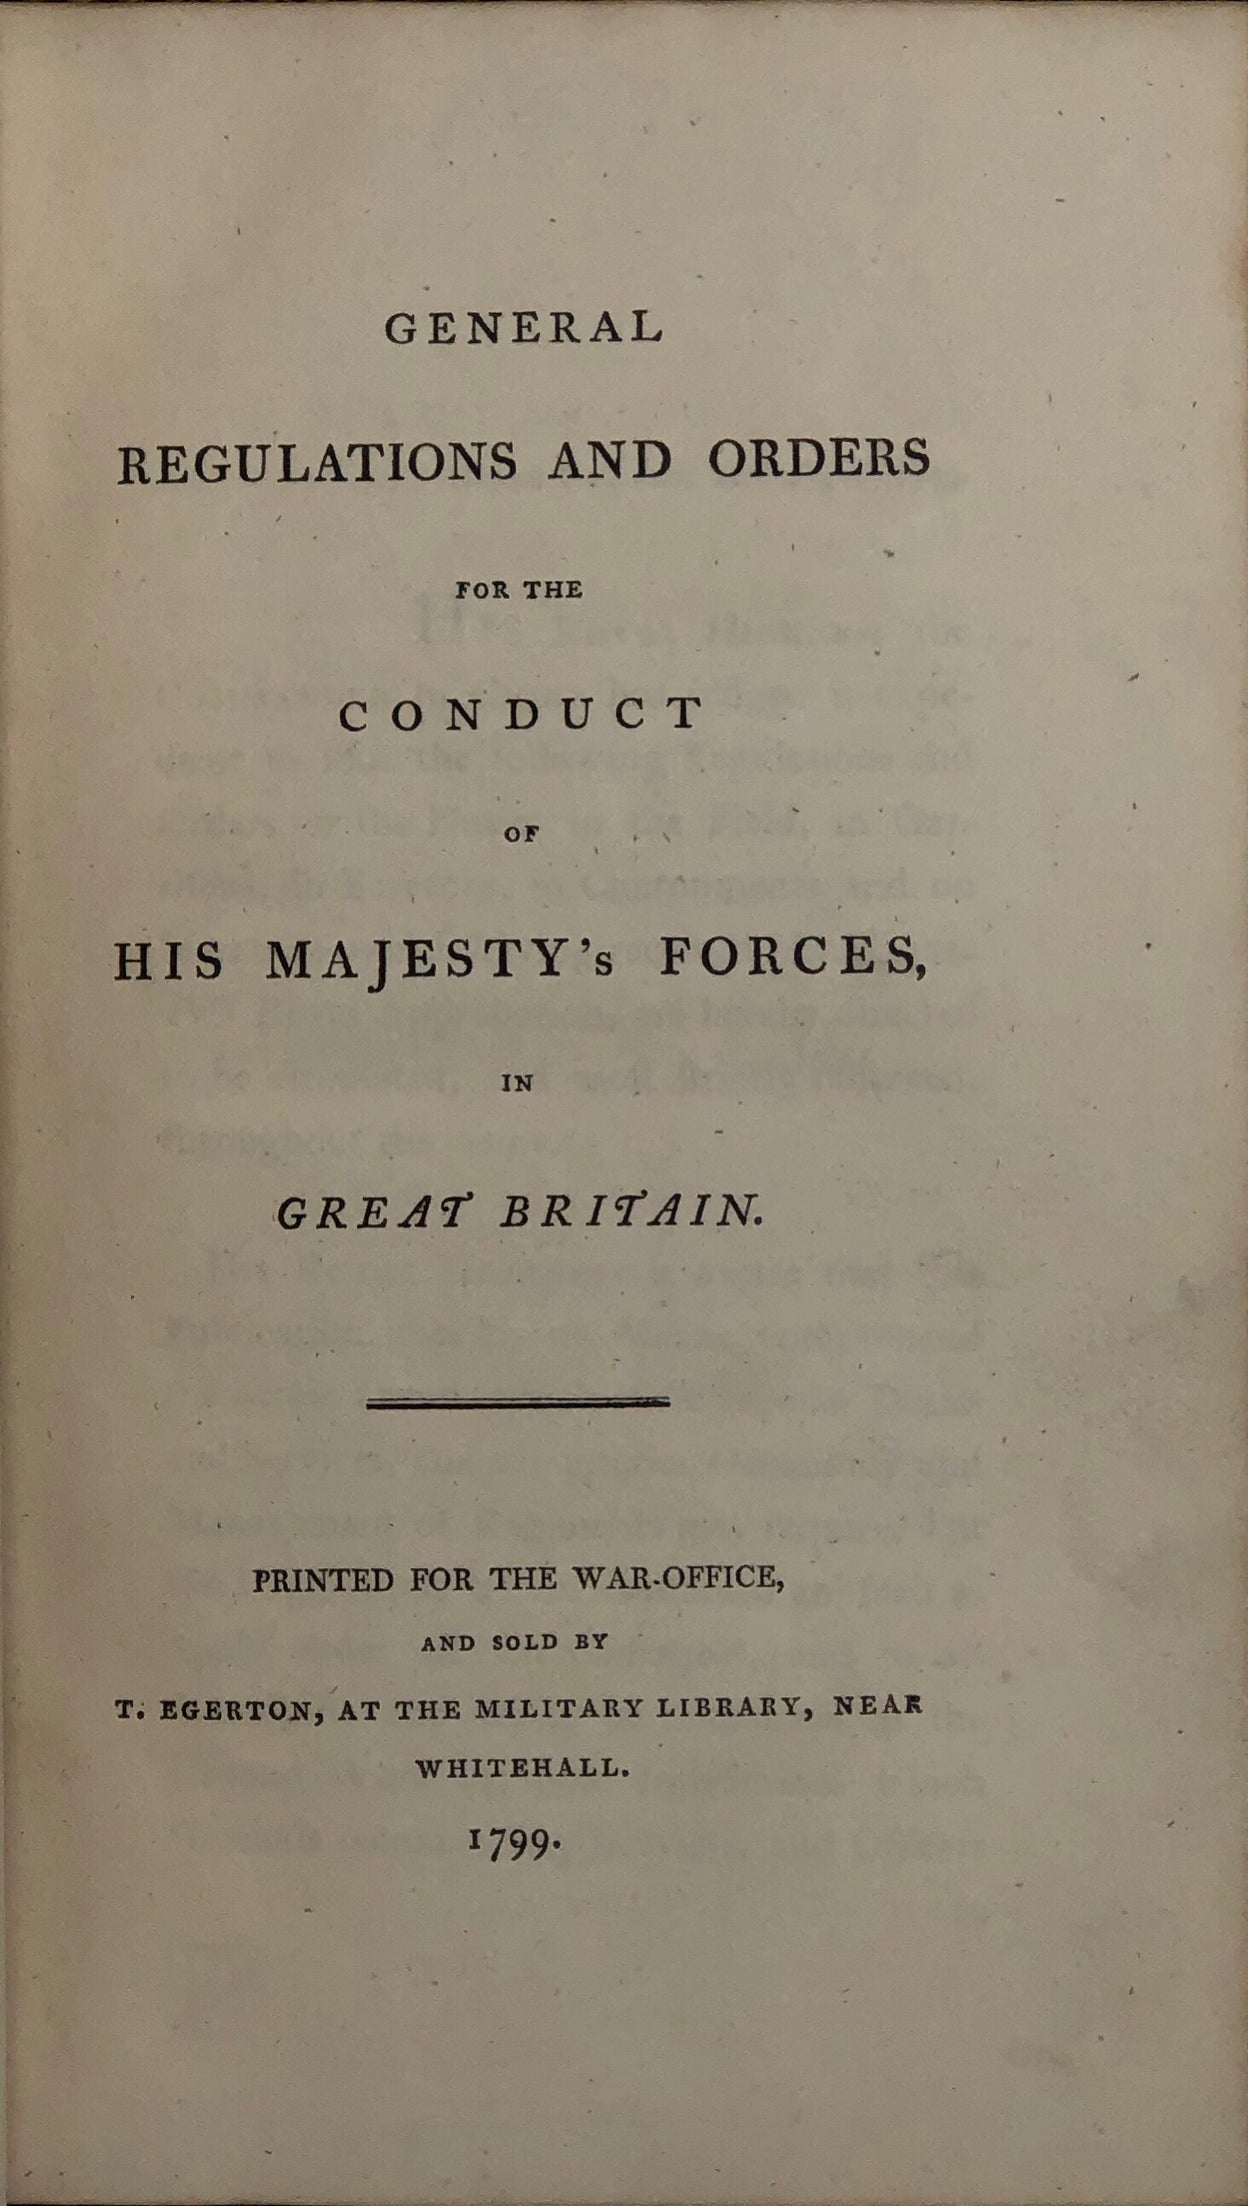 GENERAL
REGULATIONS AND ORDERS
FOR THE
CONDUCT
OF
HIS MAJESTY's FORCES,
IN
GREAT BRITAIN.
PRINTED FOR THE WAR-OFFICE,
AND SOLD BY
T. EGERTON, AT THE MILITARY LIBRARY, NEAR
WHITEHALL.
1799.